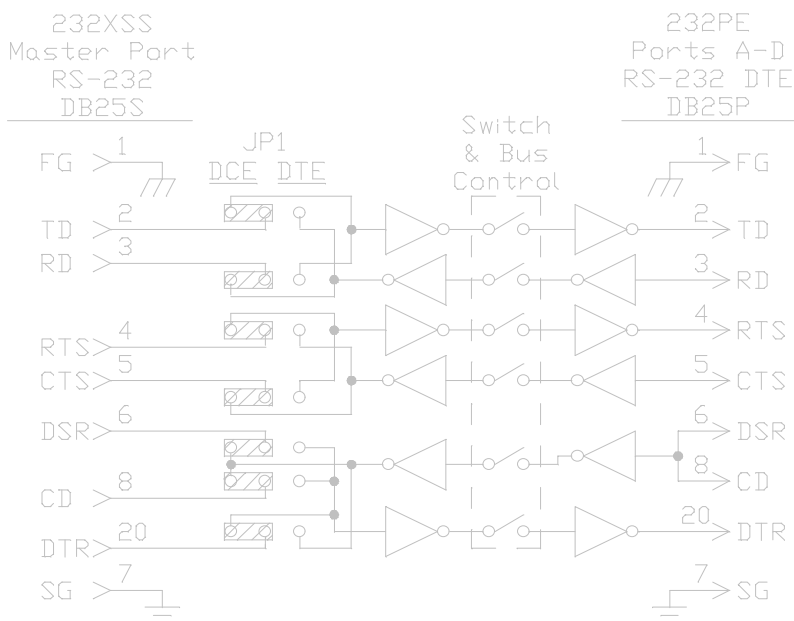 232XSS
Master Port
RS-232
DB25S
232PE
Ports A-D
RS-232 DTE
DB25P
JP1
DCE DTE
Switch
& Bus
Control
FG 1
1 FG
TD 2
2 TD
RD 3
3 RD
RTS 4
4 RTS
CTS 5
5 CTS
DSR 6
6 DSR
CD 8
8 CD
DTR 20
20 DTR
SG 7
7 SG